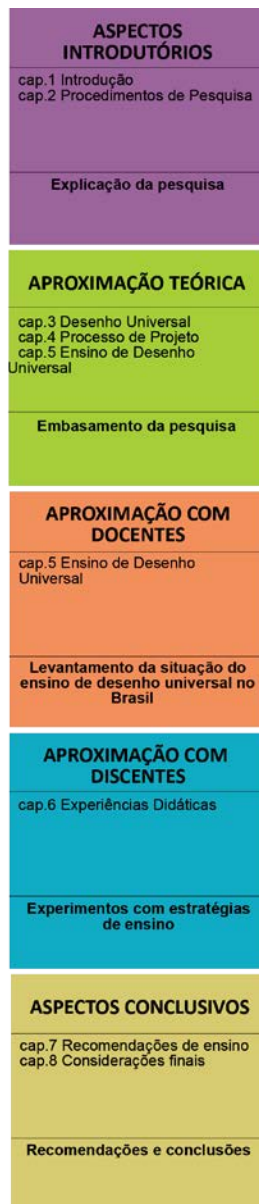 ASPECTOS
INTRODUTÓRIOS
cap.1 Introdução
cap.2 Procedimentos de Pesquisa
Explicação da pesquisa
APROXIMAÇÃO TEÓRICA
cap.3 Desenho Universal
cap.4 Processo de Projeto
cap.5 Ensino de Desenho
Universal
Embasamento da pesquisa
APROXIMAÇÃO COM
DOCENTES
cap.5 Ensino de Desenho
Universal
Levantamento da situação do
ensino de desenho universal no
Brasil
APROXIMAÇÃO COM
DISCENTES
cap.6 Experiências Didáticas
Experimentos com estratégias
de ensino
ASPECTOS CONCLUSIVOS
cap.7 Recomendações de ensino
cap.8 Considerações finais
Recomendações e conclusões